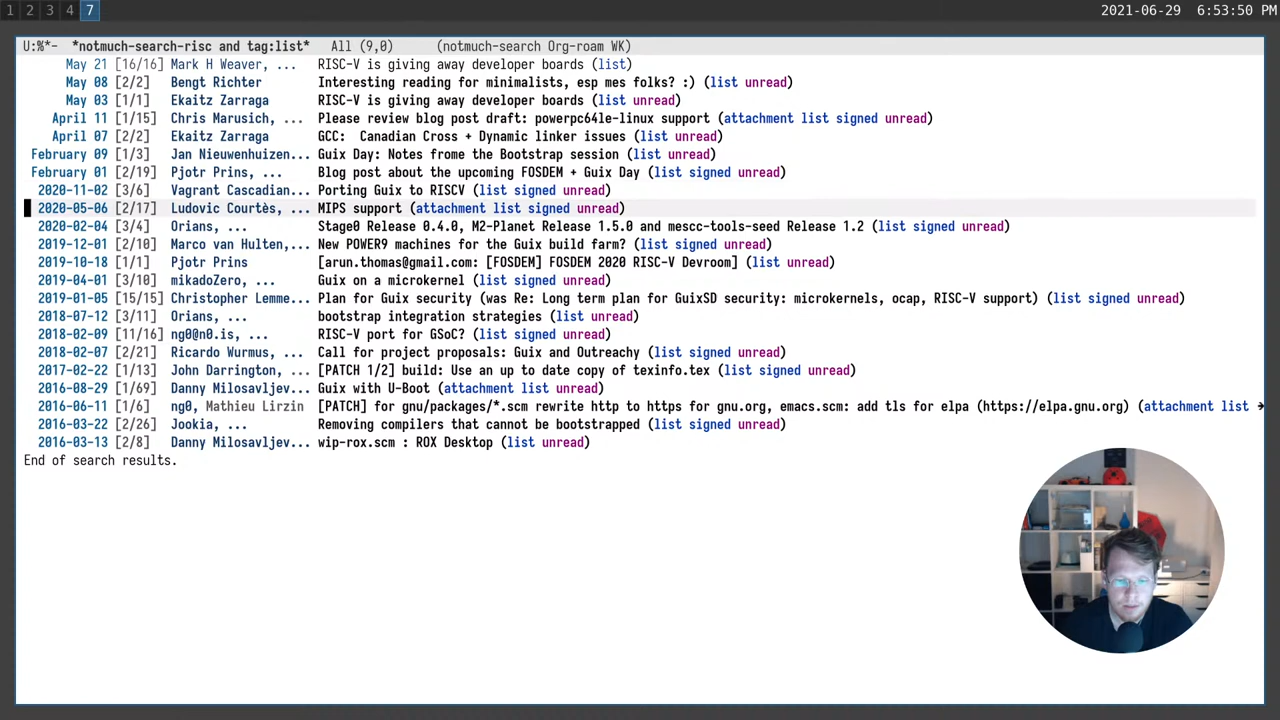 1 2 3 4 7 2021-06-29 6:53:50 PM
U:%*- *notmuch-search-risc and tag:list* All (9,0) (notmuch-search Org-roam WK)
May 21 [16/16] Mark H Weaver, ... RISC-V is giving away developer boards (list)
May 08 [2/2] Bengt Richter Interesting reading for minimalists, esp mes folks? :) (list unread)
May 03 [1/1] Ekaitz Zarraga RISC-V is giving away developer boards (list unread)
April 11 [1/15] Chris Marusich, ... Please review blog post draft: powerpc64le-linux support (attachment list signed unread)
April 07 [2/2] Ekaitz Zarraga GCC:  Canadian Cross + Dynamic linker issues (list unread)
February 09 [1/3] Jan Nieuwenhuizen... Guix Day: Notes frome the Bootstrap session (list unread)
February 01 [2/19] Pjotr Prins, ... Blog post about the upcoming FOSDEM + Guix Day (list signed unread)
2020-11-02 [3/6] Vagrant Cascadian... Porting Guix to RISCV (list signed unread)
2020-05-06 [2/17] Ludovic Courtès, ... MIPS support (attachment list signed unread)
2020-02-04 [3/4] Orians, ... Stage0 Release 0.4.0, M2-Planet Release 1.5.0 and mescc-tools-seed Release 1.2 (list unread)
2019-12-01 [2/10] Marco van Hulten,... New POWER9 machines for the Guix build farm? (list signed unread)
2019-10-18 [1/1] Pjotr Prins [arun.thomas@gmail.com: [FOSDEM] FOSDEM 2020 RISC-V Devroom] (list unread)
2019-04-01 [3/10] mikadoZero, ... Guix on a microkernel (list signed unread)
2019-01-05 [15/15] Christopher Lemme... Plan for Guix security (was Re: Long term plan for GuixSD security: microkernels, ocap, RISC-V support) (list signed unread)
2018-07-12 [3/11] Orians, ... bootstrap integration strategies (list unread)
2018-02-09 [11/16] ng0@n0.is, ... RISC-V port for GSoC? (list signed unread)
2018-02-07 [2/21] Ricardo Wurmus, ... Call for project proposals: Guix and Outreachy (list signed unread)
2017-02-22 [1/13] John Darrington, ... [PATCH 1/2] build: Use an up to date copy of texinfo.tex (list signed unread)
2016-08-29 [1/69] Danny Milosavljev... Guix with U-Boot (attachment list unread)
2016-06-11 [1/6] ng0, Mathieu Lirzin [PATCH] for gnu/packages/*.scm rewrite http to https for gnu.org, emacs.scm: add tls for elpa (https://elpa.gnu.org) (attachment list →
2016-03-22 [2/26] Jookia, ... Removing compilers that cannot be bootstrapped (list signed unread)
2016-03-13 [2/8] Danny Milosavljev... wip-rox.scm : ROX Desktop (list unread)
End of search results.